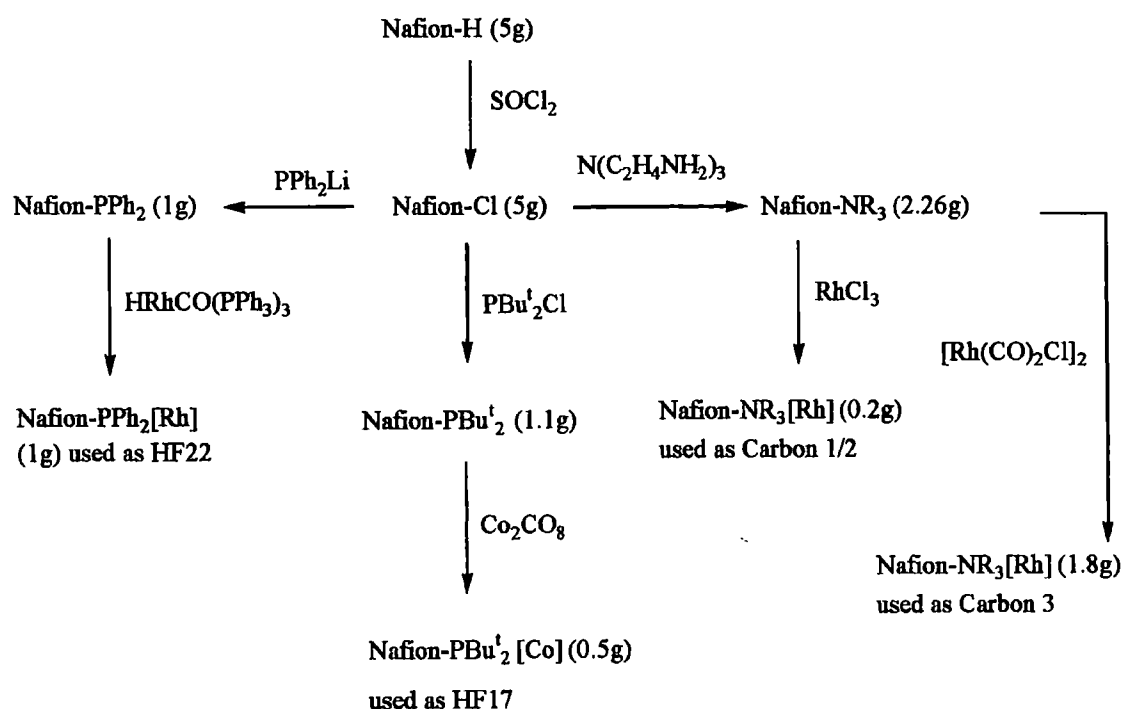 Nafion-H (5g)
SOCl₂
N(C₂H₄NH₂)₃
PPh₂Li
Nafion-PPh₂ (1g)
Nafion-Cl (5g)
Nafion-NR₃ (2.26g)
HRhCO(PPh₃)₃
PBuᵗ₂Cl
RhCl₃
[Rh(CO)₂Cl]₂
Nafion-PPh₂[Rh]
(1g) used as HF22
Nafion-PBuᵗ₂ (1.1g)
Nafion-NR₃[Rh] (0.2g)
used as Carbon 1/2
Co₂CO₈
Nafion-NR₃[Rh] (1.8g)
used as Carbon 3
Nafion-PBuᵗ₂ [Co] (0.5g)
used as HF17